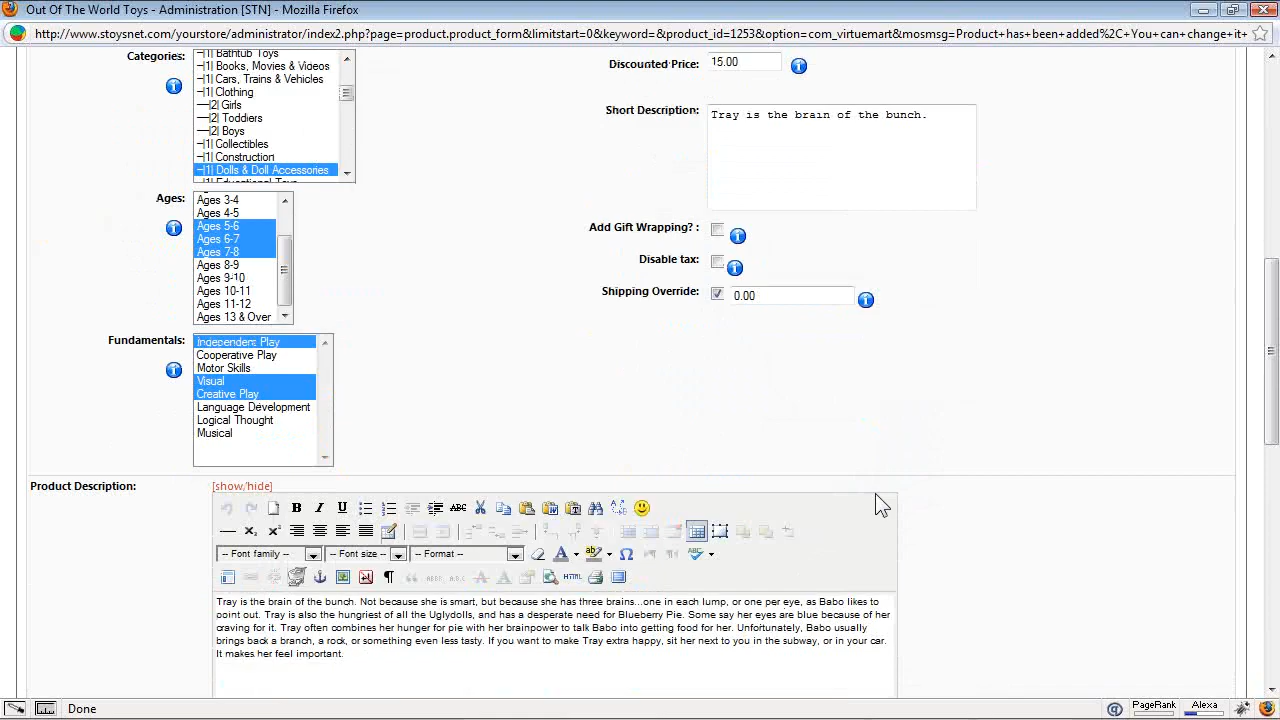 Out Of The World Toys - Administration [STN] - Mozilla Firefox
http://www.stoysnet.com/yourstore/administrator/index2.php?page=product.product_form&limitstart=0&keyword=&product_id=1253&option=com_virtuemart&mosmsg=Product+has+been+added%2C+You+can+change+it+
Categories:
Bathtub Toys
—|1| Books, Movies & Videos
—|1| Cars, Trains & Vehicles
—|1| Clothing
——|2| Girls
——|2| Toddlers
——|2| Boys
—|1| Collectibles
—|1| Construction
—|1| Dolls & Doll Accessories
Discounted Price: 15.00
Short Description: Tray is the brain of the bunch.
Ages:
Ages 3-4
Ages 4-5
Ages 5-6
Ages 6-7
Ages 7-8
Ages 8-9
Ages 9-10
Ages 10-11
Ages 11-12
Ages 13 & Over
Add Gift Wrapping? :
Disable tax:
Shipping Override: 0.00
Fundamentals:
Independent Play
Cooperative Play
Motor Skills
Visual
Creative Play
Language Development
Logical Thought
Musical
Product Description: [show/hide]
-- Font family -- -- Font size -- -- Format --
HTML
Tray is the brain of the bunch. Not because she is smart, but because she has three brains...one in each lump, or one per eye, as Babo likes to
point out. Tray is also the hungriest of all the Uglydolls, and has a desperate need for Blueberry Pie. Some say her eyes are blue because of her
craving for it. Tray often combines her hunger for pie with her brainpower to talk Babo into getting food for her. Unfortunately, Babo usually
brings back a branch, a rock, or something even less tasty. If you want to make Tray extra happy, sit her next to you in the subway, or in your car.
It makes her feel important.
Done
PageRank
Alexa